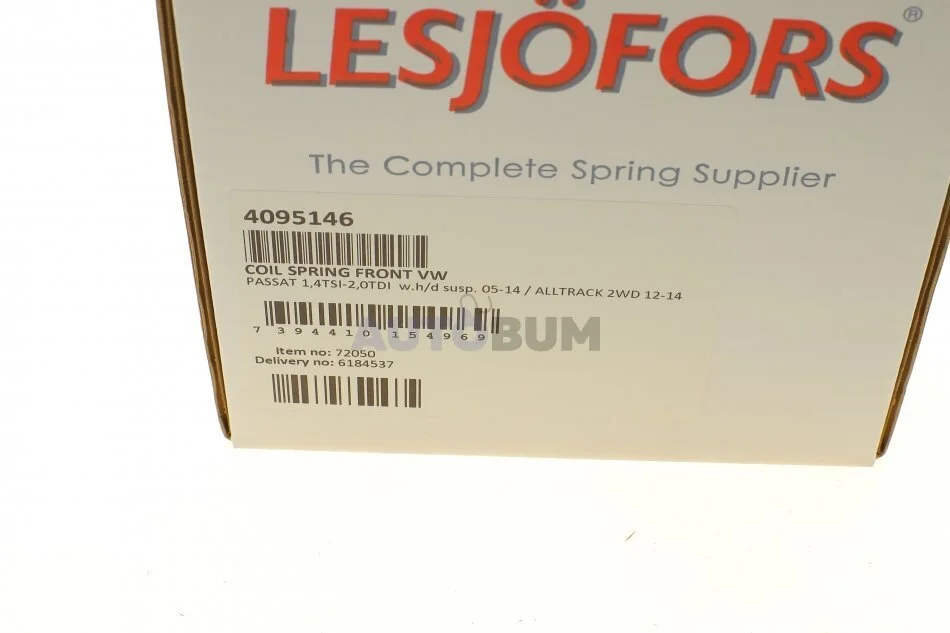 LESJÖFORS®
The Complete Spring Supplier
4095146
COIL SPRING FRONT VW
PASSAT 1,4TSI-2,0TDI w.h/d susp. 05-14 / ALLTRACK 2WD 12-14
7 394410 154969
AUTOBUM
Item no: 72050
Delivery no: 6184537